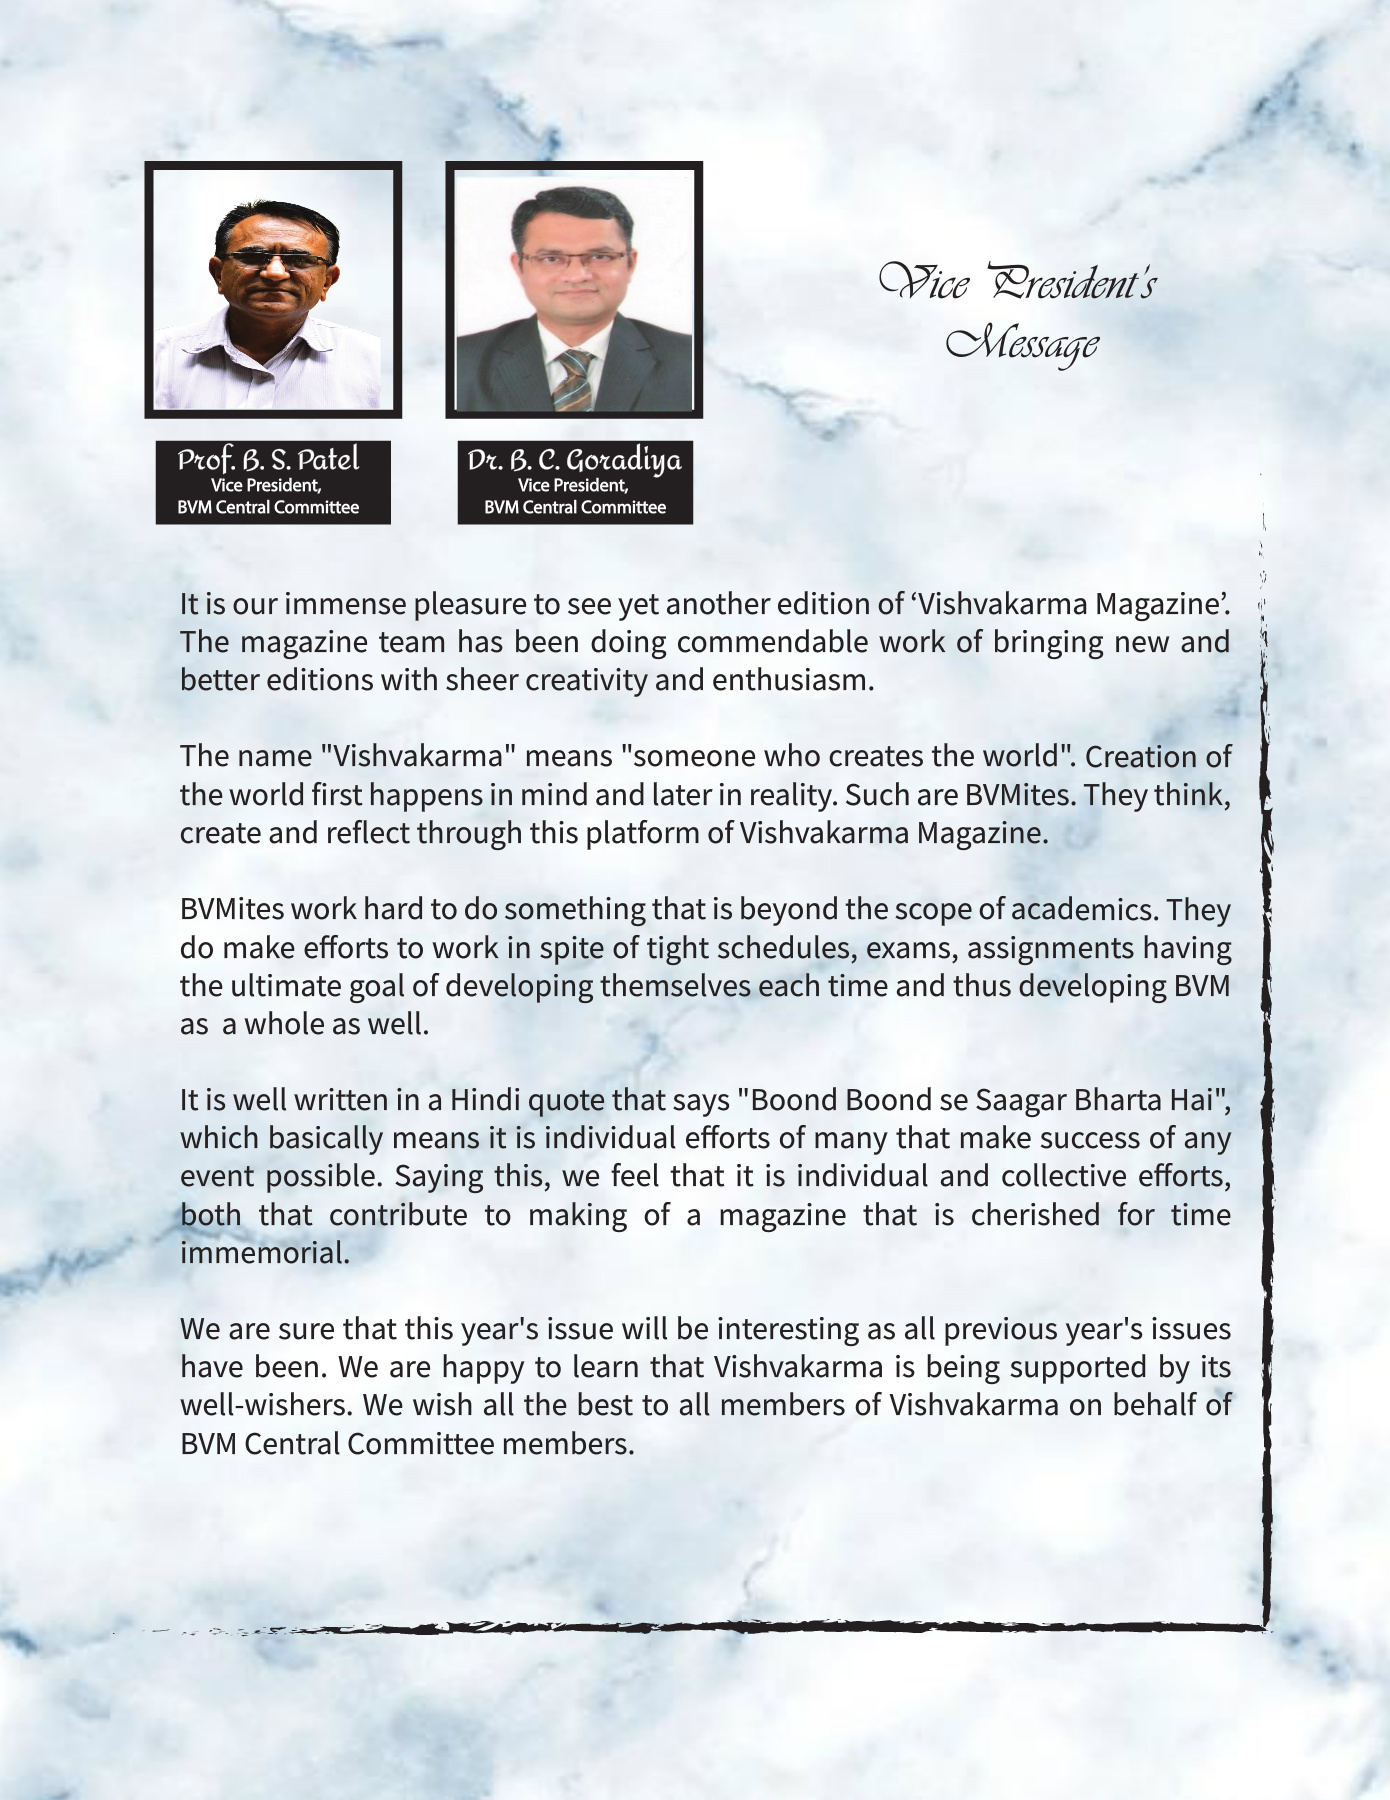 Vice President's
Message
Prof. B. S. Patel
Vice President,
BVM Central Committee
Dr. B. C. Goradiya
Vice President,
BVM Central Committee
It is our immense pleasure to see yet another edition of ‘Vishvakarma Magazine’.
The magazine team has been doing commendable work of bringing new and
better editions with sheer creativity and enthusiasm.
The name "Vishvakarma" means "someone who creates the world". Creation of
the world first happens in mind and later in reality. Such are BVMites. They think,
create and reflect through this platform of Vishvakarma Magazine.
BVMites work hard to do something that is beyond the scope of academics. They
do make efforts to work in spite of tight schedules, exams, assignments having
the ultimate goal of developing themselves each time and thus developing BVM
as a whole as well.
It is well written in a Hindi quote that says "Boond Boond se Saagar Bharta Hai",
which basically means it is individual efforts of many that make success of any
event possible. Saying this, we feel that it is individual and collective efforts,
both that contribute to making of a magazine that is cherished for time
immemorial.
We are sure that this year's issue will be interesting as all previous year's issues
have been. We are happy to learn that Vishvakarma is being supported by its
well-wishers. We wish all the best to all members of Vishvakarma on behalf of
BVM Central Committee members.